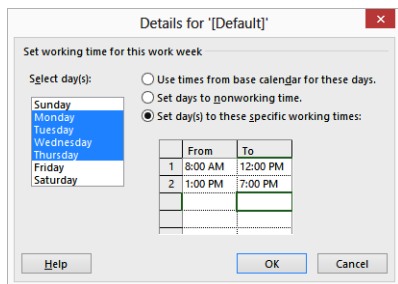 Details for '[Default]'
Set working time for this work week
Select day(s):
Sunday
Monday
Tuesday
Wednesday
Thursday
Friday
Saturday
Use times from base calendar for these days.
Set days to nonworking time.
Set day(s) to these specific working times:
From To
1 8:00 AM 12:00 PM
2 1:00 PM 7:00 PM
Help OK Cancel